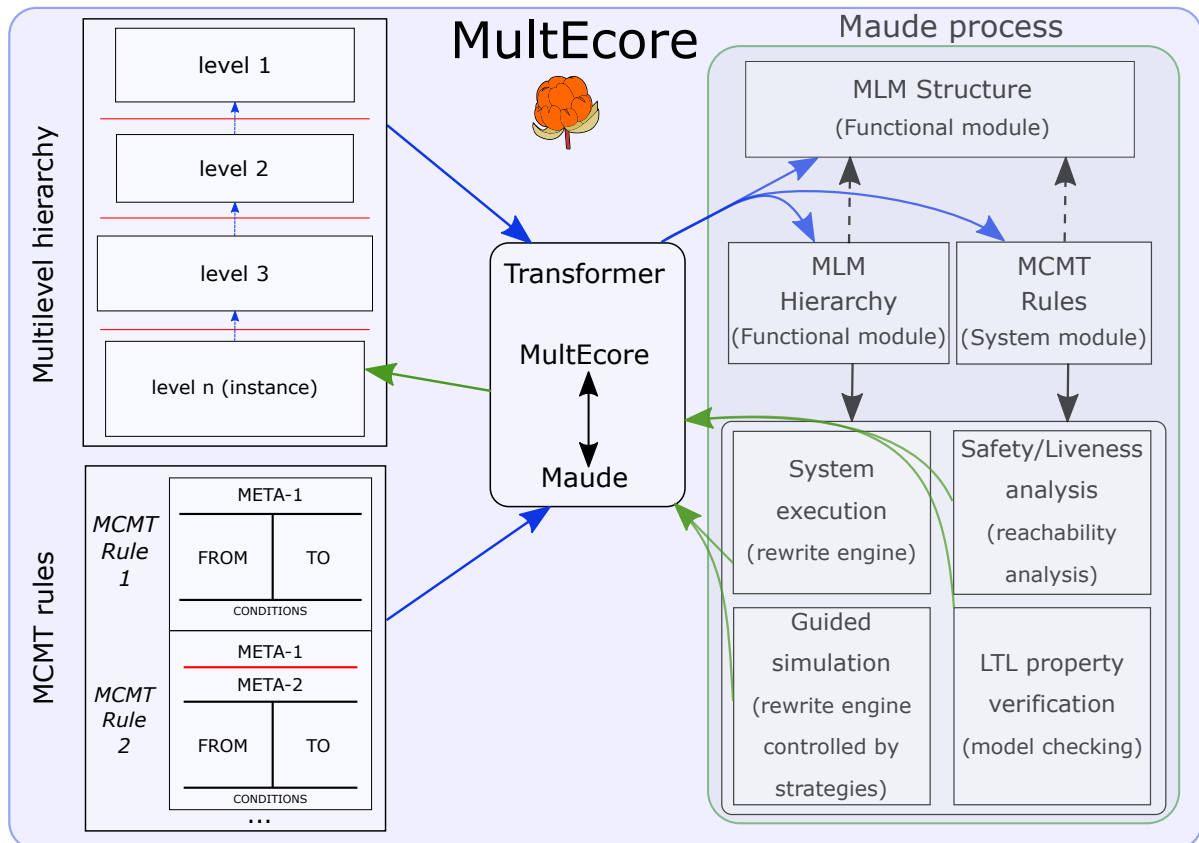 MultEcore
Multilevel hierarchy
level 1
level 2
level 3
level n (instance)
MCMT rules
MCMT
Rule
1
META-1
FROM
TO
CONDITIONS
MCMT
Rule
2
META-1
META-2
FROM
TO
CONDITIONS
...
Transformer
MultEcore
Maude
Maude process
MLM Structure
(Functional module)
MLM
Hierarchy
(Functional module)
MCMT
Rules
(System module)
System
execution
(rewrite engine)
Safety/Liveness
analysis
(reachability
analysis)
Guided
simulation
(rewrite engine
controlled by
strategies)
LTL property
verification
(model checking)